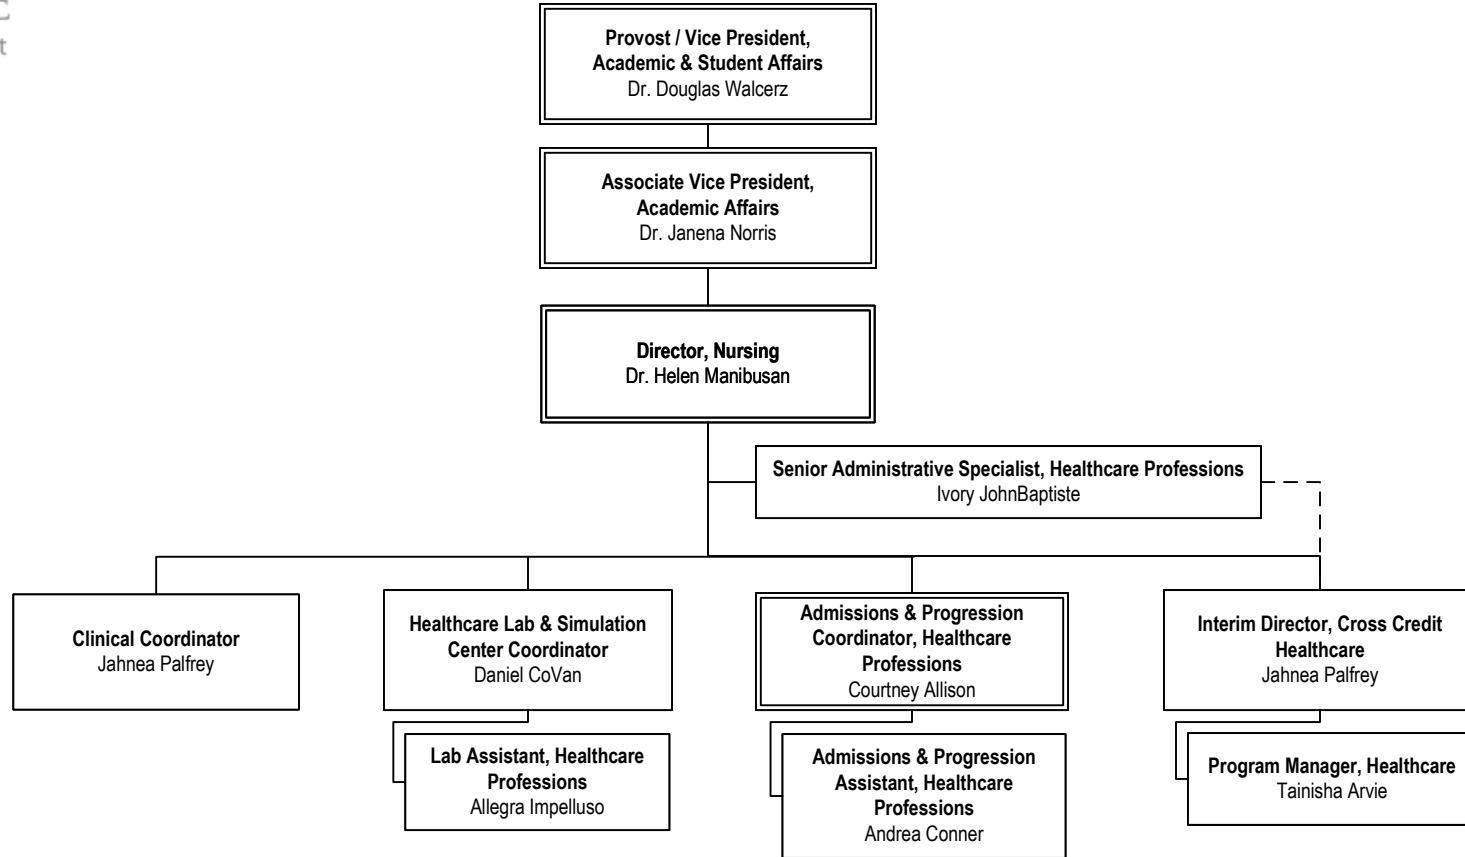 Provost / Vice President,
Academic & Student Affairs
Dr. Douglas Walcerz
Associate Vice President,
Academic Affairs
Dr. Janena Norris
Director, Nursing
Dr. Helen Manibusan
Senior Administrative Specialist, Healthcare Professions
Ivory JohnBaptiste
Clinical Coordinator
Jahnea Palfrey
Healthcare Lab & Simulation
Center Coordinator
Daniel CoVan
Admissions & Progression
Coordinator, Healthcare
Professions
Courtney Allison
Interim Director, Cross Credit
Healthcare
Jahnea Palfrey
Lab Assistant, Healthcare
Professions
Allegra Impelluso
Admissions & Progression
Assistant, Healthcare
Professions
Andrea Conner
Program Manager, Healthcare
Tainisha Arvie